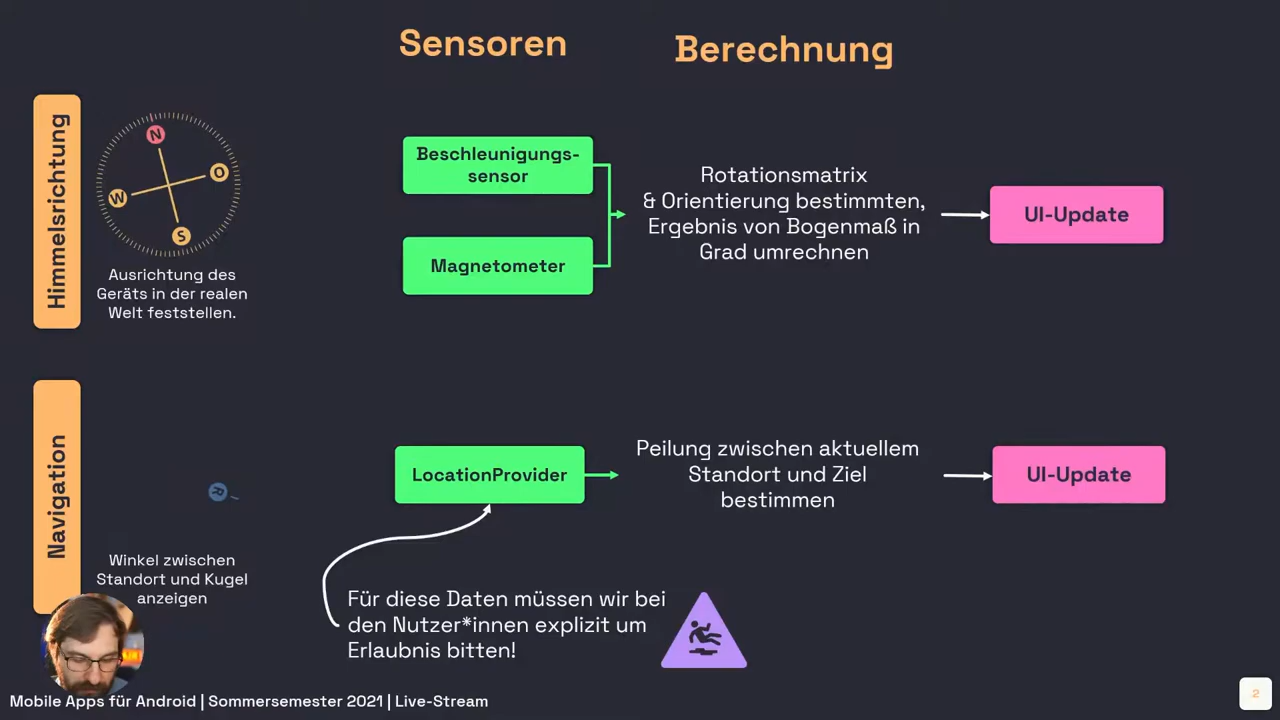 Sensoren
Berechnung
Himmelsrichtung
N
O
W
S
Ausrichtung des
Geräts in der realen
Welt feststellen.
Beschleunigungs-
sensor
Magnetometer
Rotationsmatrix
& Orientierung bestimmten,
Ergebnis von Bogenmaß in
Grad umrechnen
UI-Update
Navigation
R
Winkel zwischen
Standort und Kugel
anzeigen
LocationProvider
Peilung zwischen aktuellem
Standort und Ziel
bestimmen
UI-Update
Für diese Daten müssen wir bei
den Nutzer*innen explizit um
Erlaubnis bitten!
Mobile Apps für Android | Sommersemester 2021 | Live-Stream
2